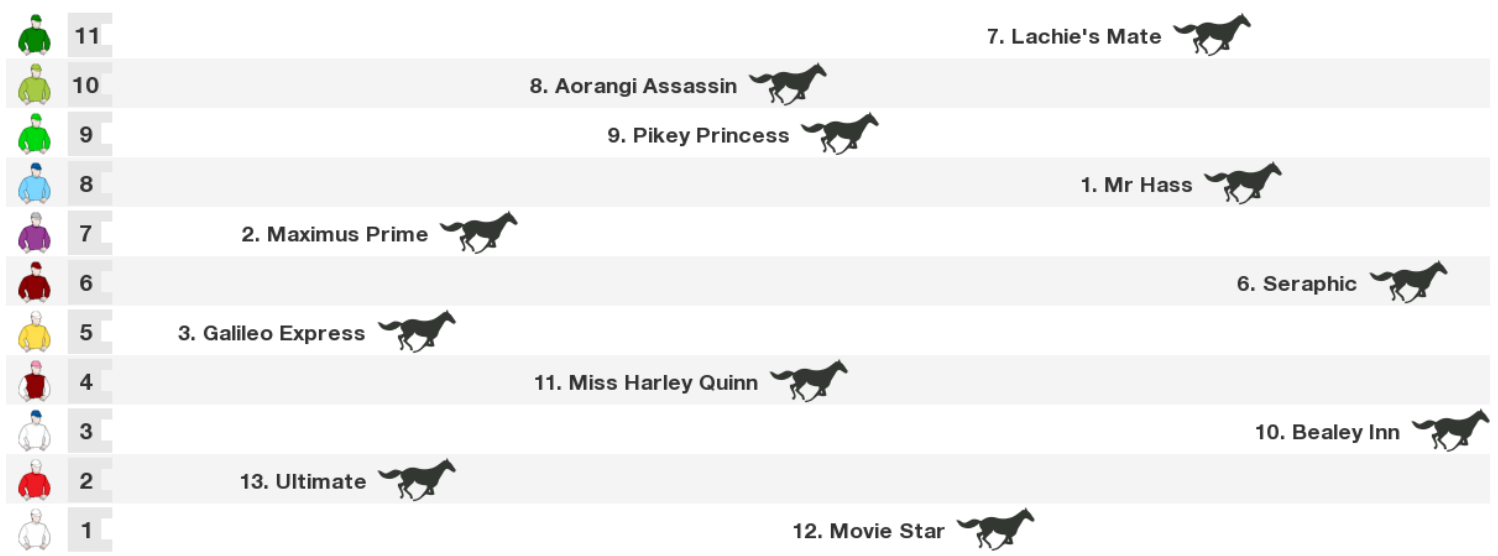 11 7. Lachie's Mate
10 8. Aorangi Assassin
9 9. Pikey Princess
8 1. Mr Hass
7 2. Maximus Prime
6 6. Seraphic
5 3. Galileo Express
4 11. Miss Harley Quinn
3 10. Bealey Inn
2 13. Ultimate
1 12. Movie Star